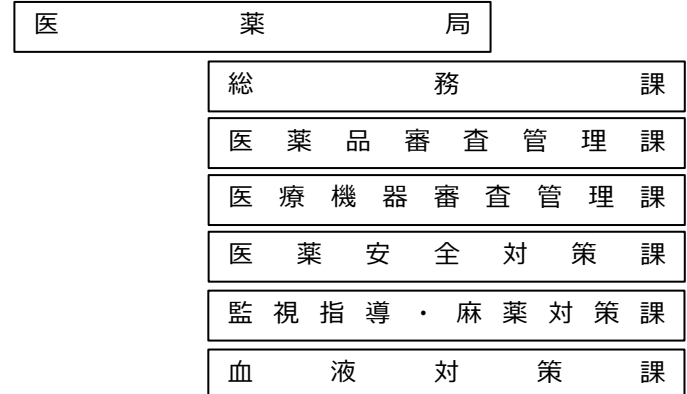 医薬局
総務課
医薬品審査管理課
医療機器審査管理課
医薬安全対策課
監視指導・麻薬対策課
血液対策課